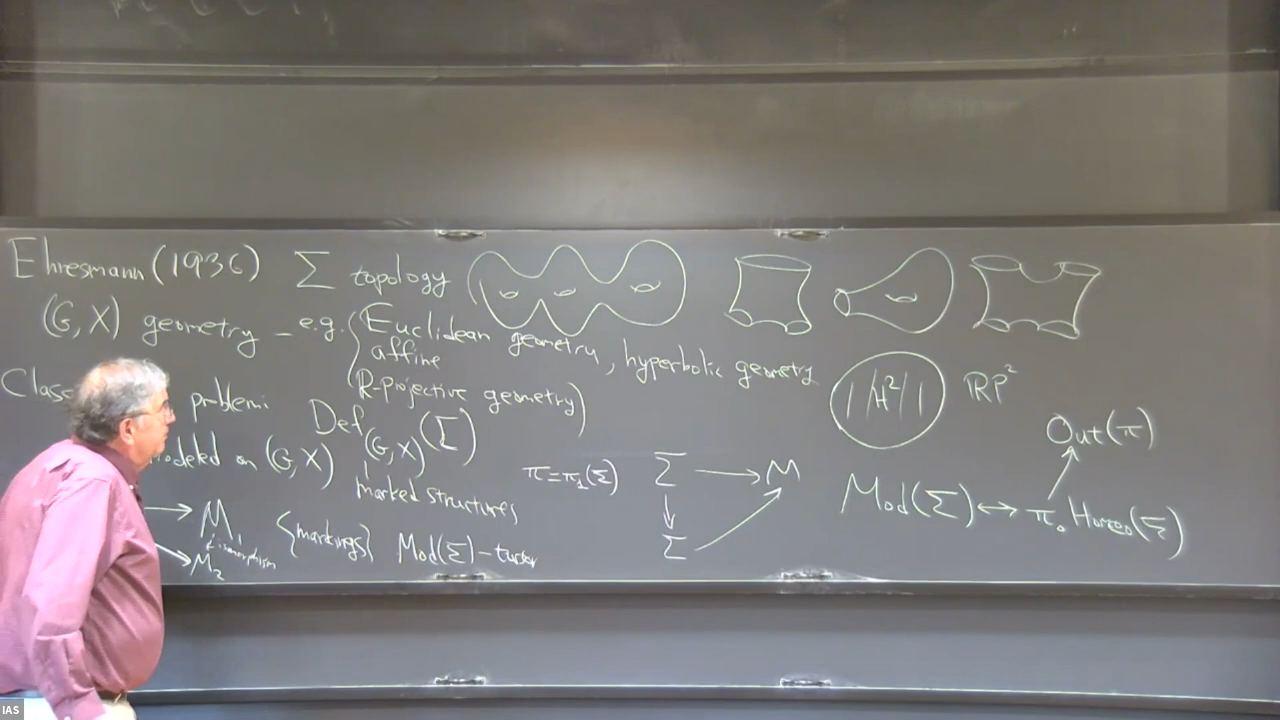 Ehresmann (1936) Σ topology
(G,X) geometry - e.g. (Euclidean geometry, hyperbolic geometry
affine
R-projective geometry)
problem:
modeled on (G,X) Def(G,X)(Σ)
marked structures
M₁
isomorphism
M₂
{markings} Mod(Σ)-torsor
π=π₁(Σ) Σ → M
Σ
H² RP²
Out(π)
Mod(Σ) ↔ π₀ Homeo(Σ)
IAS